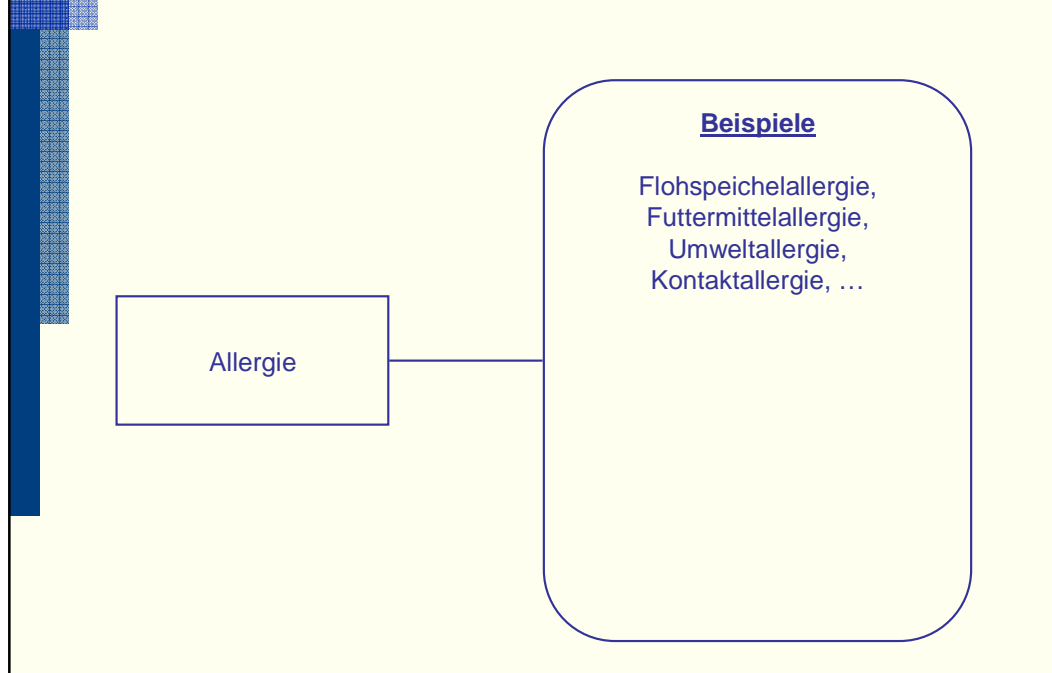 Beispiele
Flohspeichelallergie,
Futtermittelallergie,
Umweltallergie,
Kontaktallergie, …
Allergie